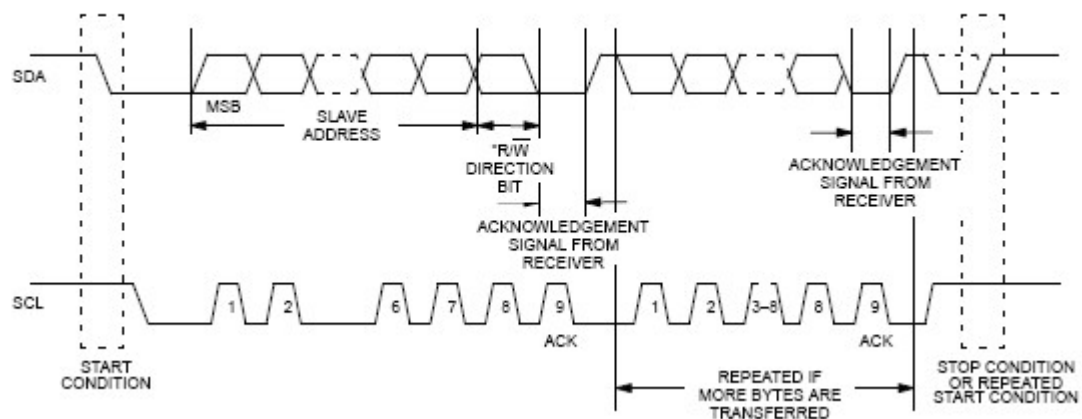 SDA
MSB
SLAVE
ADDRESS
*R/W
DIRECTION
BIT
ACKNOWLEDGEMENT
SIGNAL FROM
RECEIVER
ACKNOWLEDGEMENT
SIGNAL FROM
RECEIVER
SCL
1 2 6 7 8 9 1 2 3–8 8 9
ACK ACK
START
CONDITION
REPEATED IF
MORE BYTES ARE
TRANSFERRED
STOP CONDITION
OR REPEATED
START CONDITION